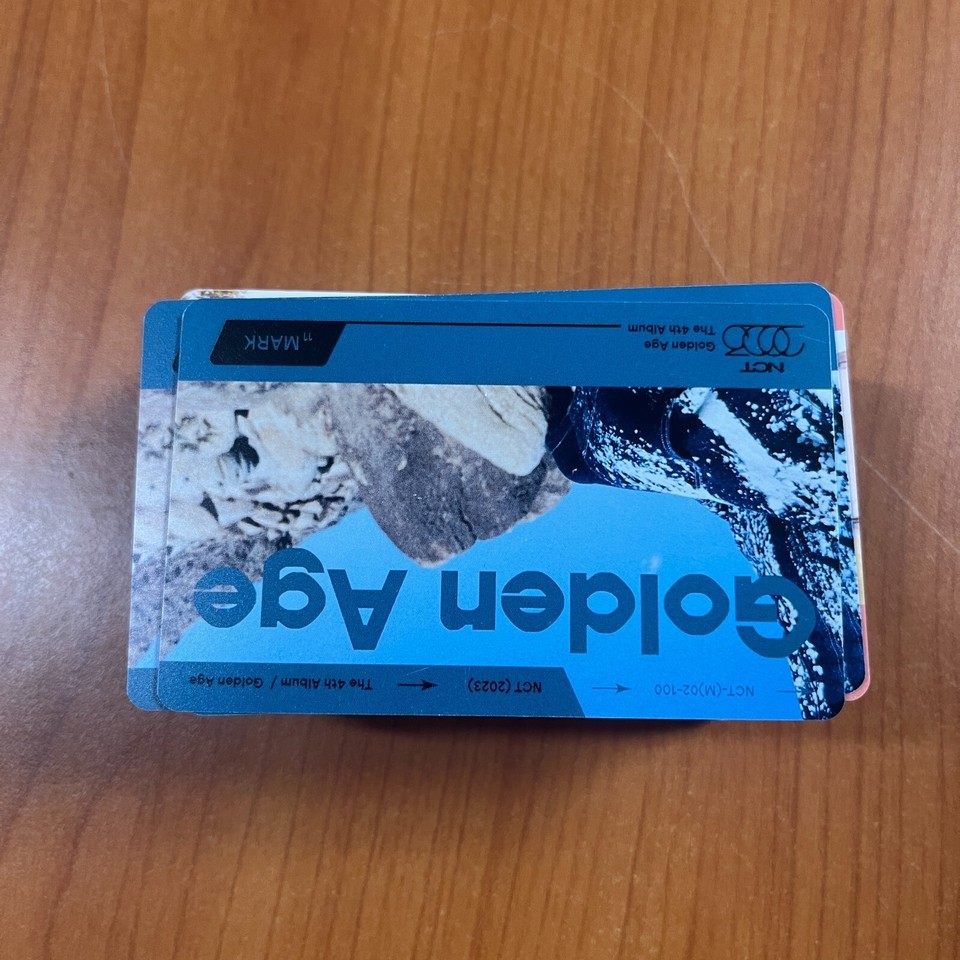 NCT-(M)02-100 NCT (2023) The 4th Album / Golden Age
Golden Age
NCT
2023
Golden Age
The 4th Album
11 MARK